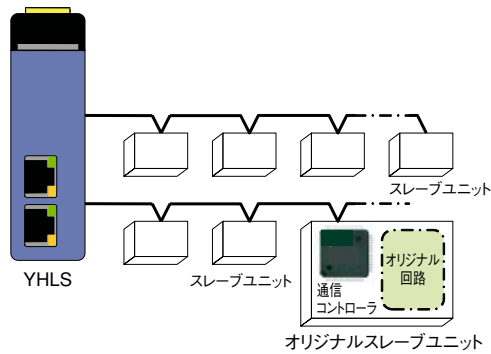 スレーブユニット
YHLS
スレーブユニット
通信
コントローラ
オリジナル
回路
オリジナルスレーブユニット